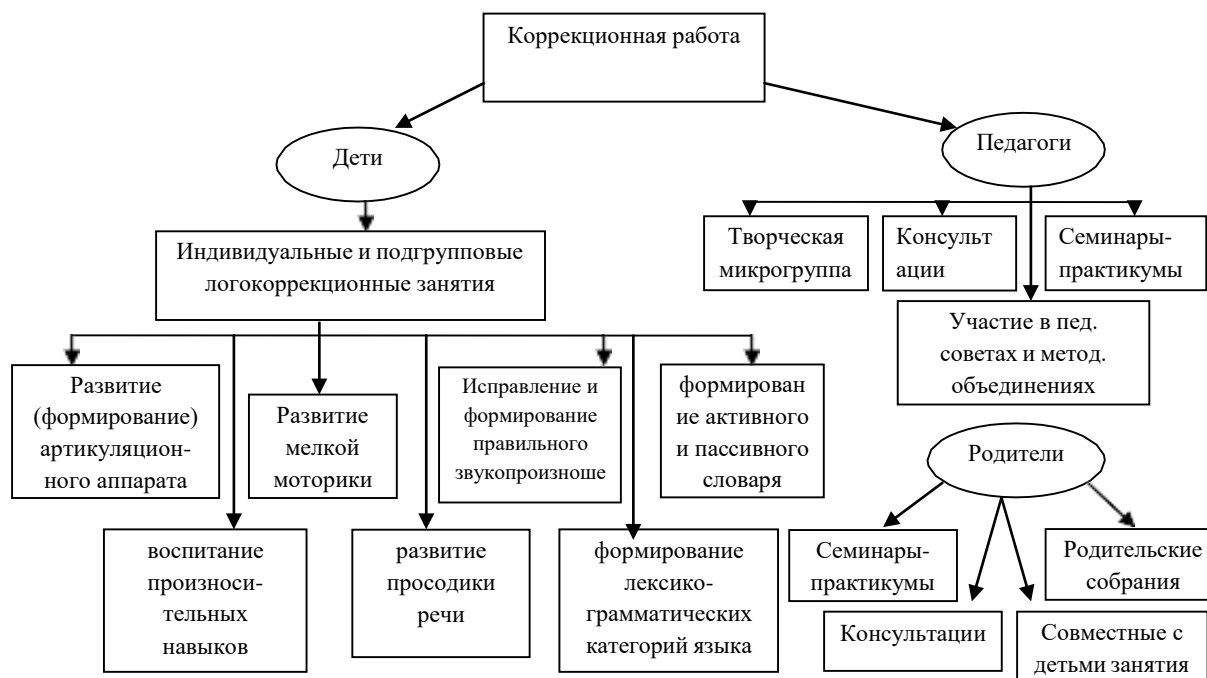 Коррекционная работа
Дети
Педагоги
Индивидуальные и подгрупповые
логокоррекционные занятия
Творческая
микрогруппа
Консульт
ации
Семинары-
практикумы
Участие в пед.
советах и метод.
объединениях
Развитие
(формирование)
артикуляцион-
ного аппарата
Развитие
мелкой
моторики
Исправление и
формирование
правильного
звукопроизноше
формирован
ие активного
и пассивного
словаря
воспитание
произноси-
тельных
навыков
развитие
просодики
речи
формирование
лексико-
грамматических
категорий языка
Родители
Семинары-
практикумы
Родительские
собрания
Консультации
Совместные с
детьми занятия